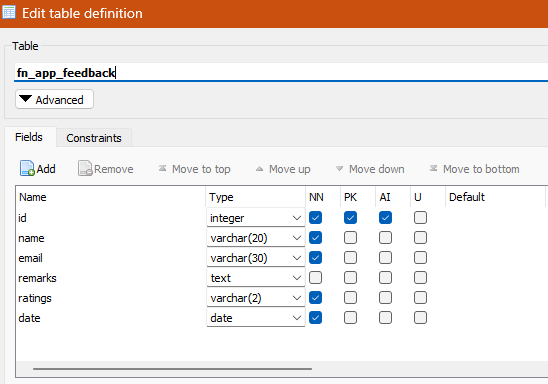 Edit table definition
Table
fn_app_feedback
Advanced
Fields Constraints
Add Remove Move to top Move up Move down Move to bottom
Name Type NN PK AI U Default
id integer
name varchar(20)
email varchar(30)
remarks text
ratings varchar(2)
date date